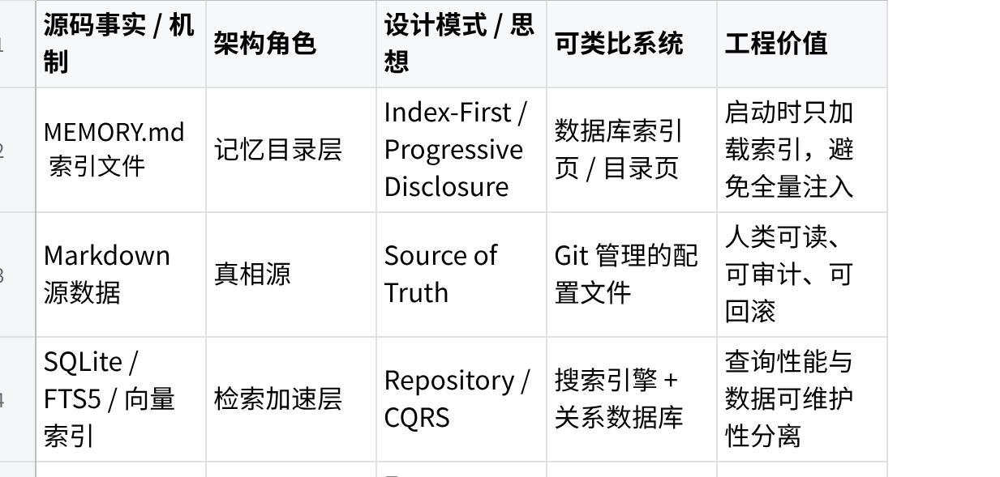 源码事实 / 机
制
架构角色
设计模式 / 思
想
可类比系统
工程价值
2
MEMORY.md
索引文件
记忆目录层
Index-First /
Progressive
Disclosure
数据库索引
页 / 目录页
启动时只加
载索引，避
免全量注入
3
Markdown
源数据
真相源
Source of
Truth
Git 管理的配
置文件
人类可读、
可审计、可
回滚
4
SQLite /
FTS5 / 向量
索引
检索加速层
Repository /
CQRS
搜索引擎 +
关系数据库
查询性能与
数据可维护
性分离